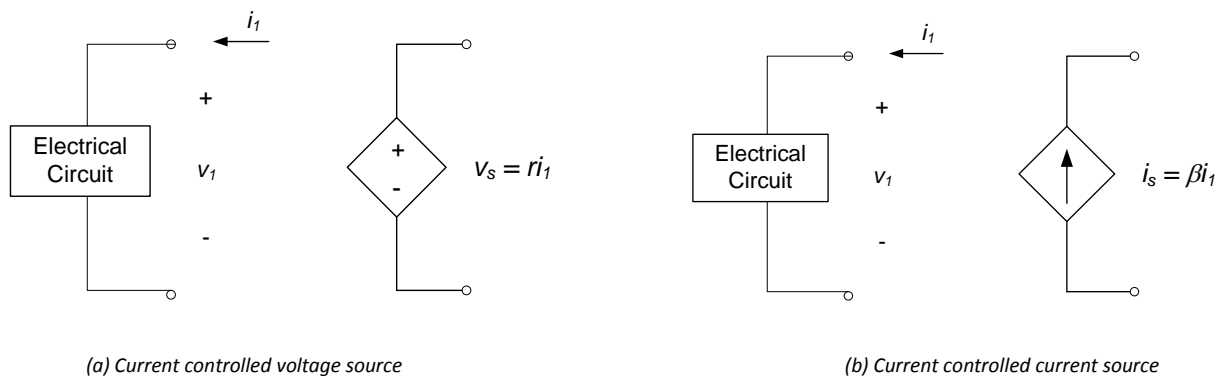 i₁
+
Electrical
Circuit
v₁
-
+
-
vₛ = ri₁
(a) Current controlled voltage source
i₁
+
Electrical
Circuit
v₁
-
iₛ = βi₁
(b) Current controlled current source